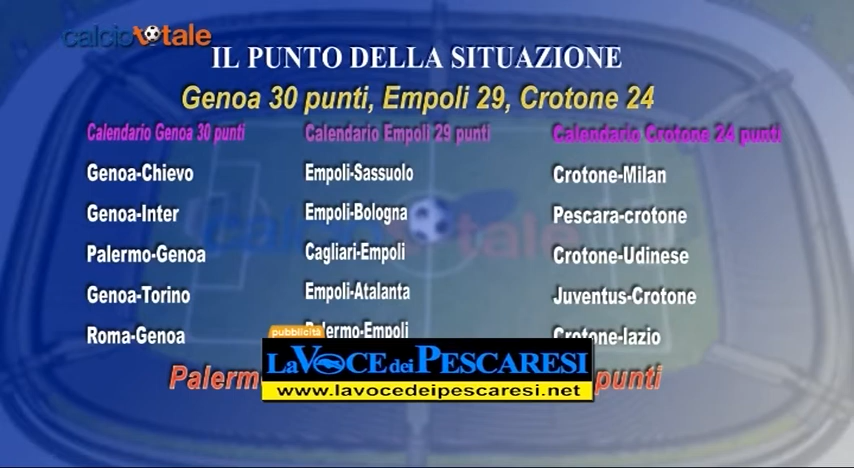 calcio totale
IL PUNTO DELLA SITUAZIONE
Genoa 30 punti, Empoli 29, Crotone 24
Calendario Genoa 30 punti
Genoa-Chievo
Genoa-Inter
Palermo-Genoa
Genoa-Torino
Roma-Genoa
Calendario Empoli 29 punti
Empoli-Sassuolo
Empoli-Bologna
Cagliari-Empoli
Empoli-Atalanta
Palermo-Empoli
Calendario Crotone 24 punti
Crotone-Milan
Pescara-crotone
Crotone-Udinese
Juventus-Crotone
Crotone-lazio
pubblicità
LA VOCE dei PESCARESI
www.lavocedeipescaresi.net
punti